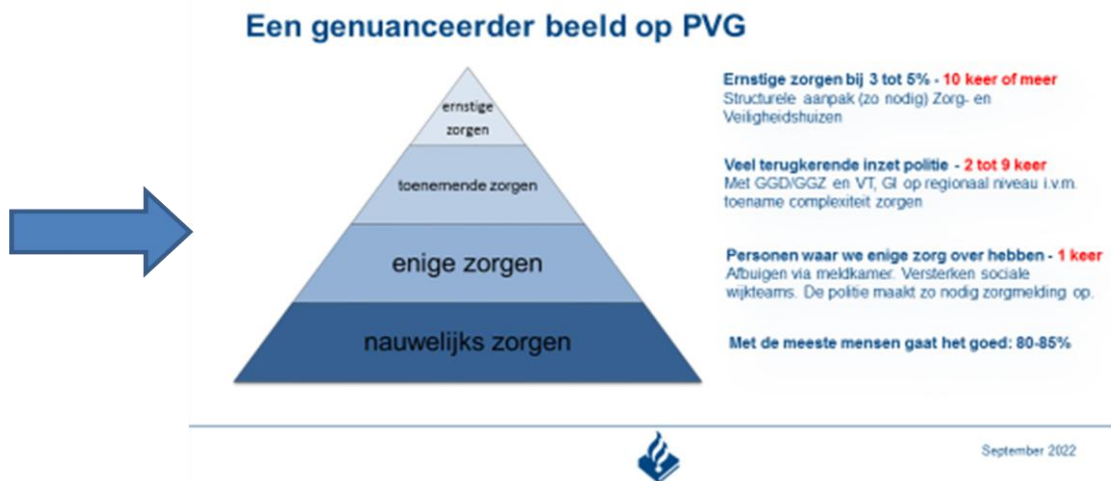 Een genuanceerder beeld op PVG
ernstige
zorgen
toenemende zorgen
enige zorgen
nauwelijks zorgen
Ernstige zorgen bij 3 tot 5% - 10 keer of meer
Structurele aanpak (zo nodig) Zorg- en
Veiligheidshuizen
Veel terugkerende inzet politie - 2 tot 9 keer
Met GGD/GGZ en VT, GI op regionaal niveau i.v.m.
toename complexiteit zorgen
Personen waar we enige zorg over hebben - 1 keer
Afbuigen via meldkamer. Versterken sociale
wijkteams. De politie maakt zo nodig zorgmelding op.
Met de meeste mensen gaat het goed: 80-85%
September 2022